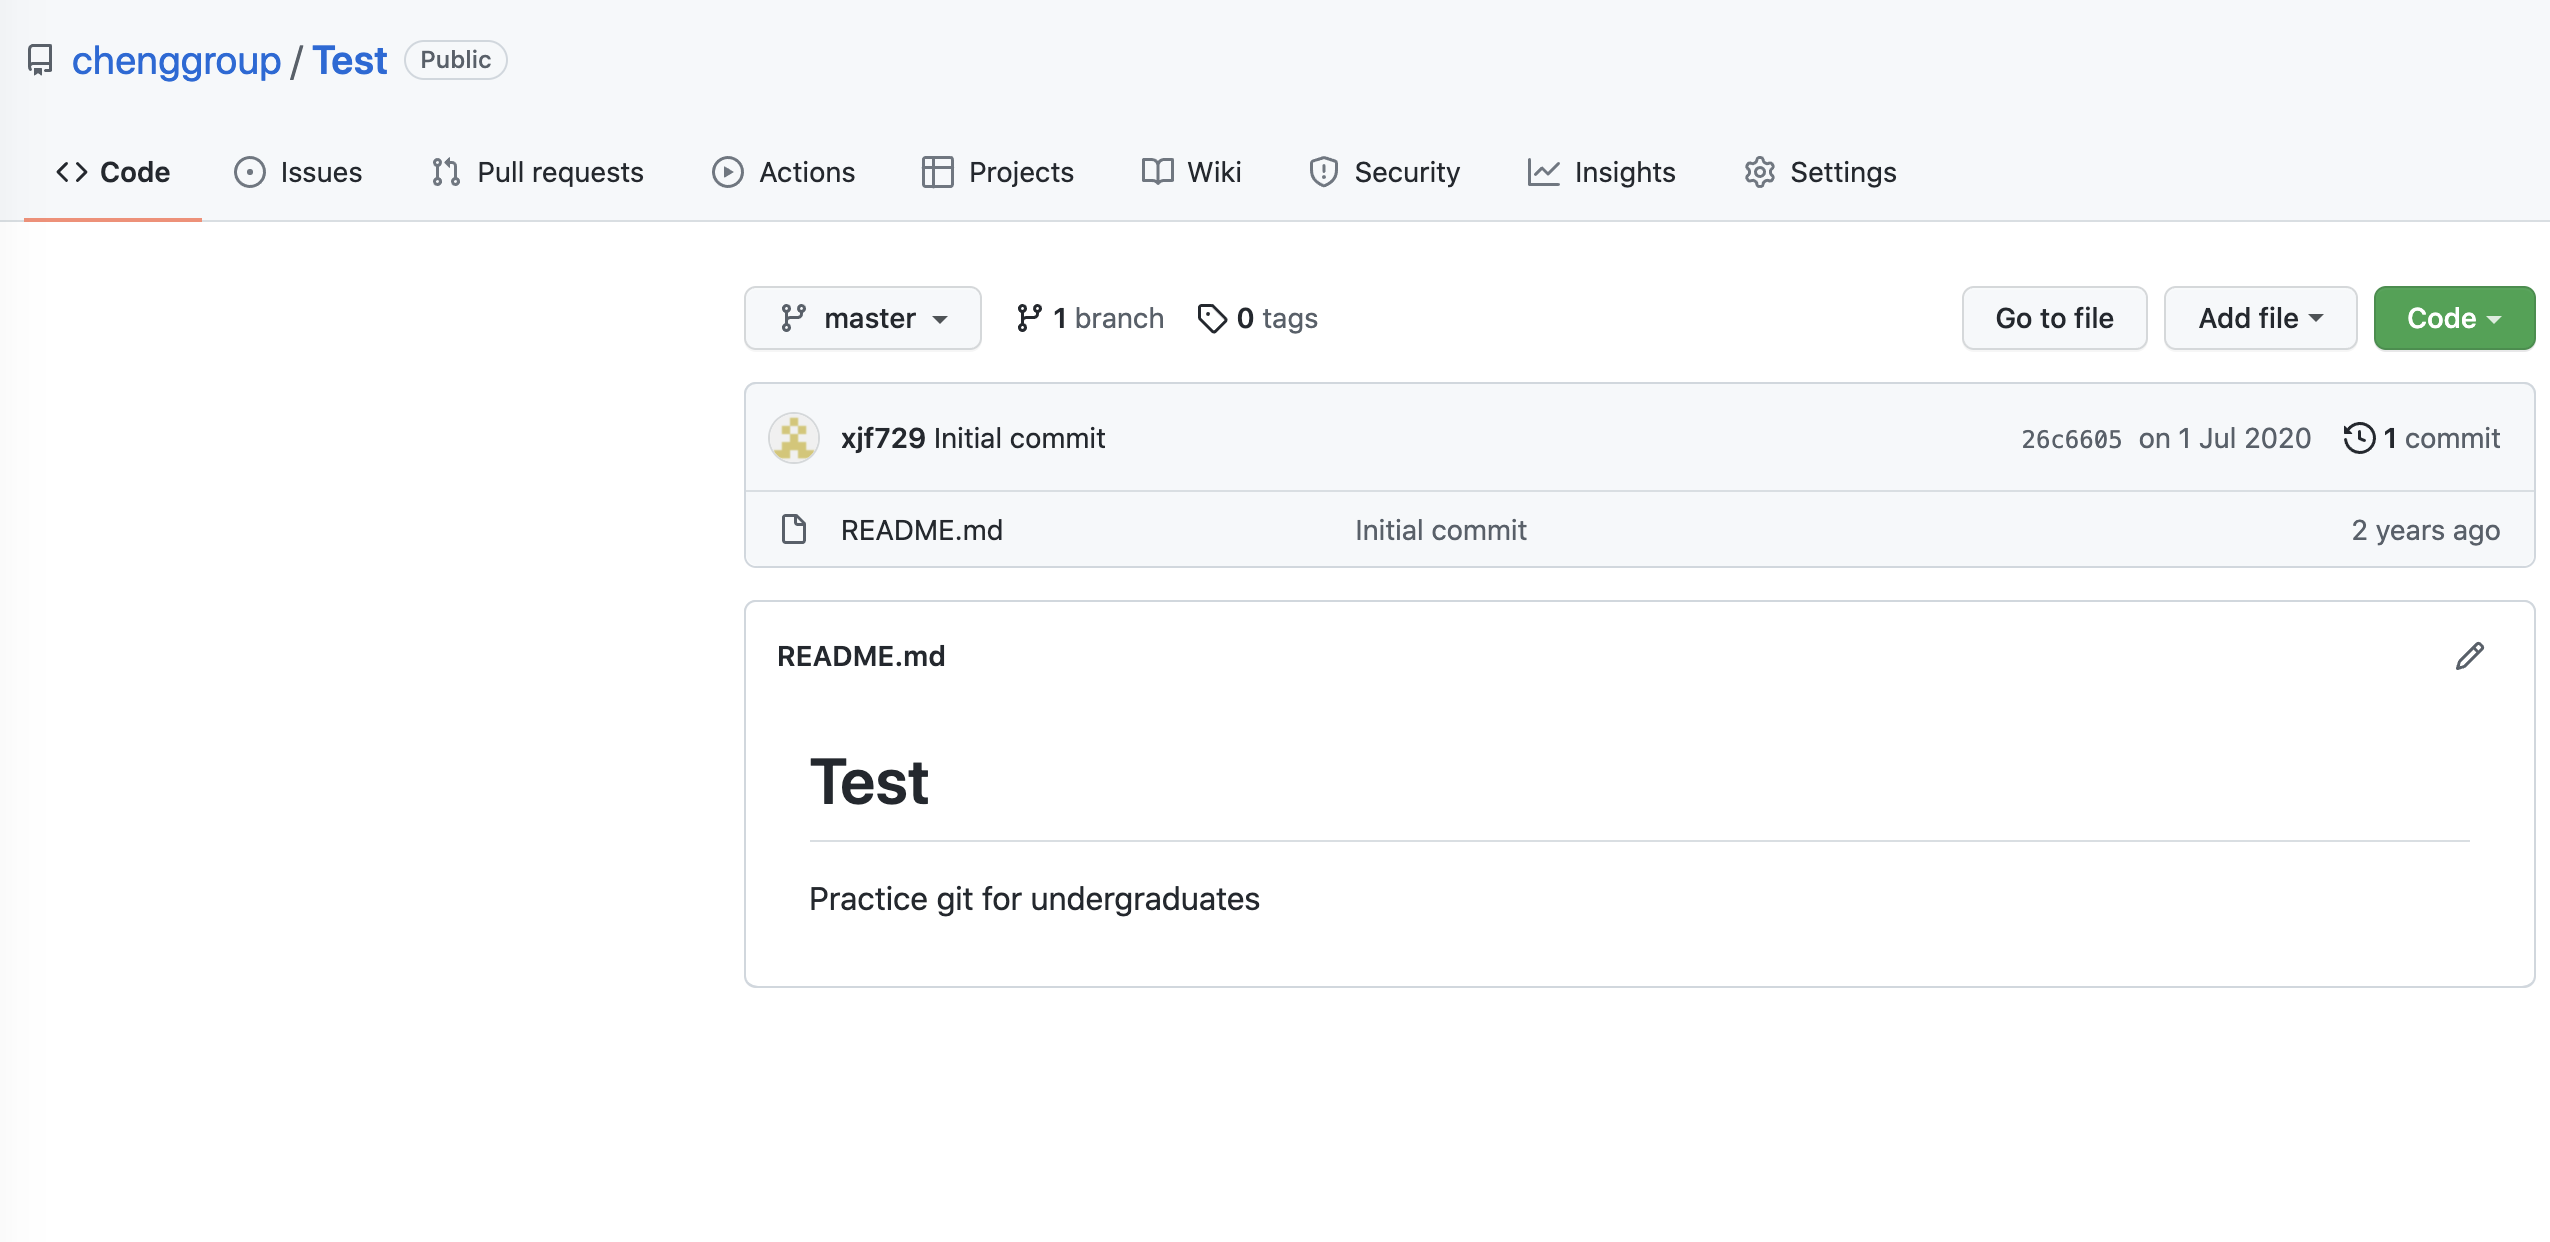 chenggroup / Test Public
Code Issues Pull requests Actions Projects Wiki Security Insights Settings
master 1 branch 0 tags Go to file Add file Code
xjf729 Initial commit 26c6605 on 1 Jul 2020 1 commit
README.md Initial commit 2 years ago
README.md
Test
Practice git for undergraduates